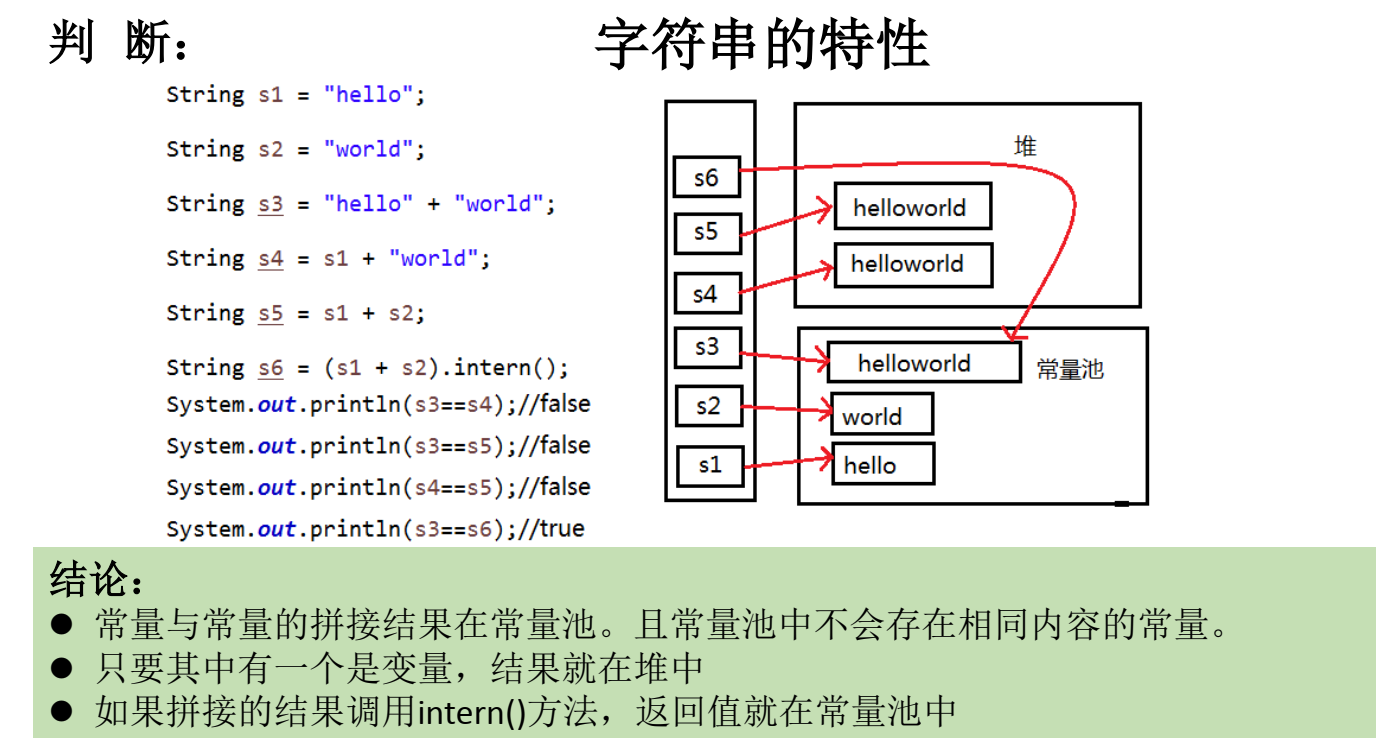 判 断：
字符串的特性
String s1 = "hello";
String s2 = "world";
String s3 = "hello" + "world";
String s4 = s1 + "world";
String s5 = s1 + s2;
String s6 = (s1 + s2).intern();
System.out.println(s3==s4);//false
System.out.println(s3==s5);//false
System.out.println(s4==s5);//false
System.out.println(s3==s6);//true
s6
s5
s4
s3
s2
s1
堆
helloworld
helloworld
helloworld
常量池
world
hello
结论：
● 常量与常量的拼接结果在常量池。且常量池中不会存在相同内容的常量。
● 只要其中有一个是变量，结果就在堆中
● 如果拼接的结果调用intern()方法，返回值就在常量池中